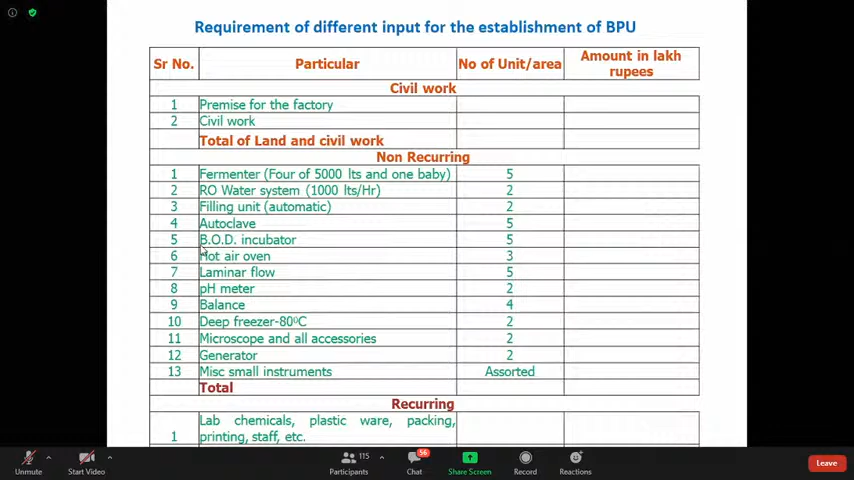 Requirement of different input for the establishment of BPU
Sr No. Particular No of Unit/area Amount in lakh rupees
Civil work
1 Premise for the factory
2 Civil work
Total of Land and civil work
Non Recurring
1 Fermenter (Four of 5000 lts and one baby) 5
2 RO Water system (1000 lts/Hr) 2
3 Filling unit (automatic) 2
4 Autoclave 5
5 B.O.D. incubator 5
6 Hot air oven 3
7 Laminar flow 5
8 pH meter 2
9 Balance 4
10 Deep freezer-80⁰C 2
11 Microscope and all accessories 2
12 Generator 2
13 Misc small instruments Assorted
Total
Recurring
1 Lab chemicals, plastic ware, packing,
printing, staff, etc.
115 56
Unmute Start Video Participants Chat Share Screen Record Reactions Leave